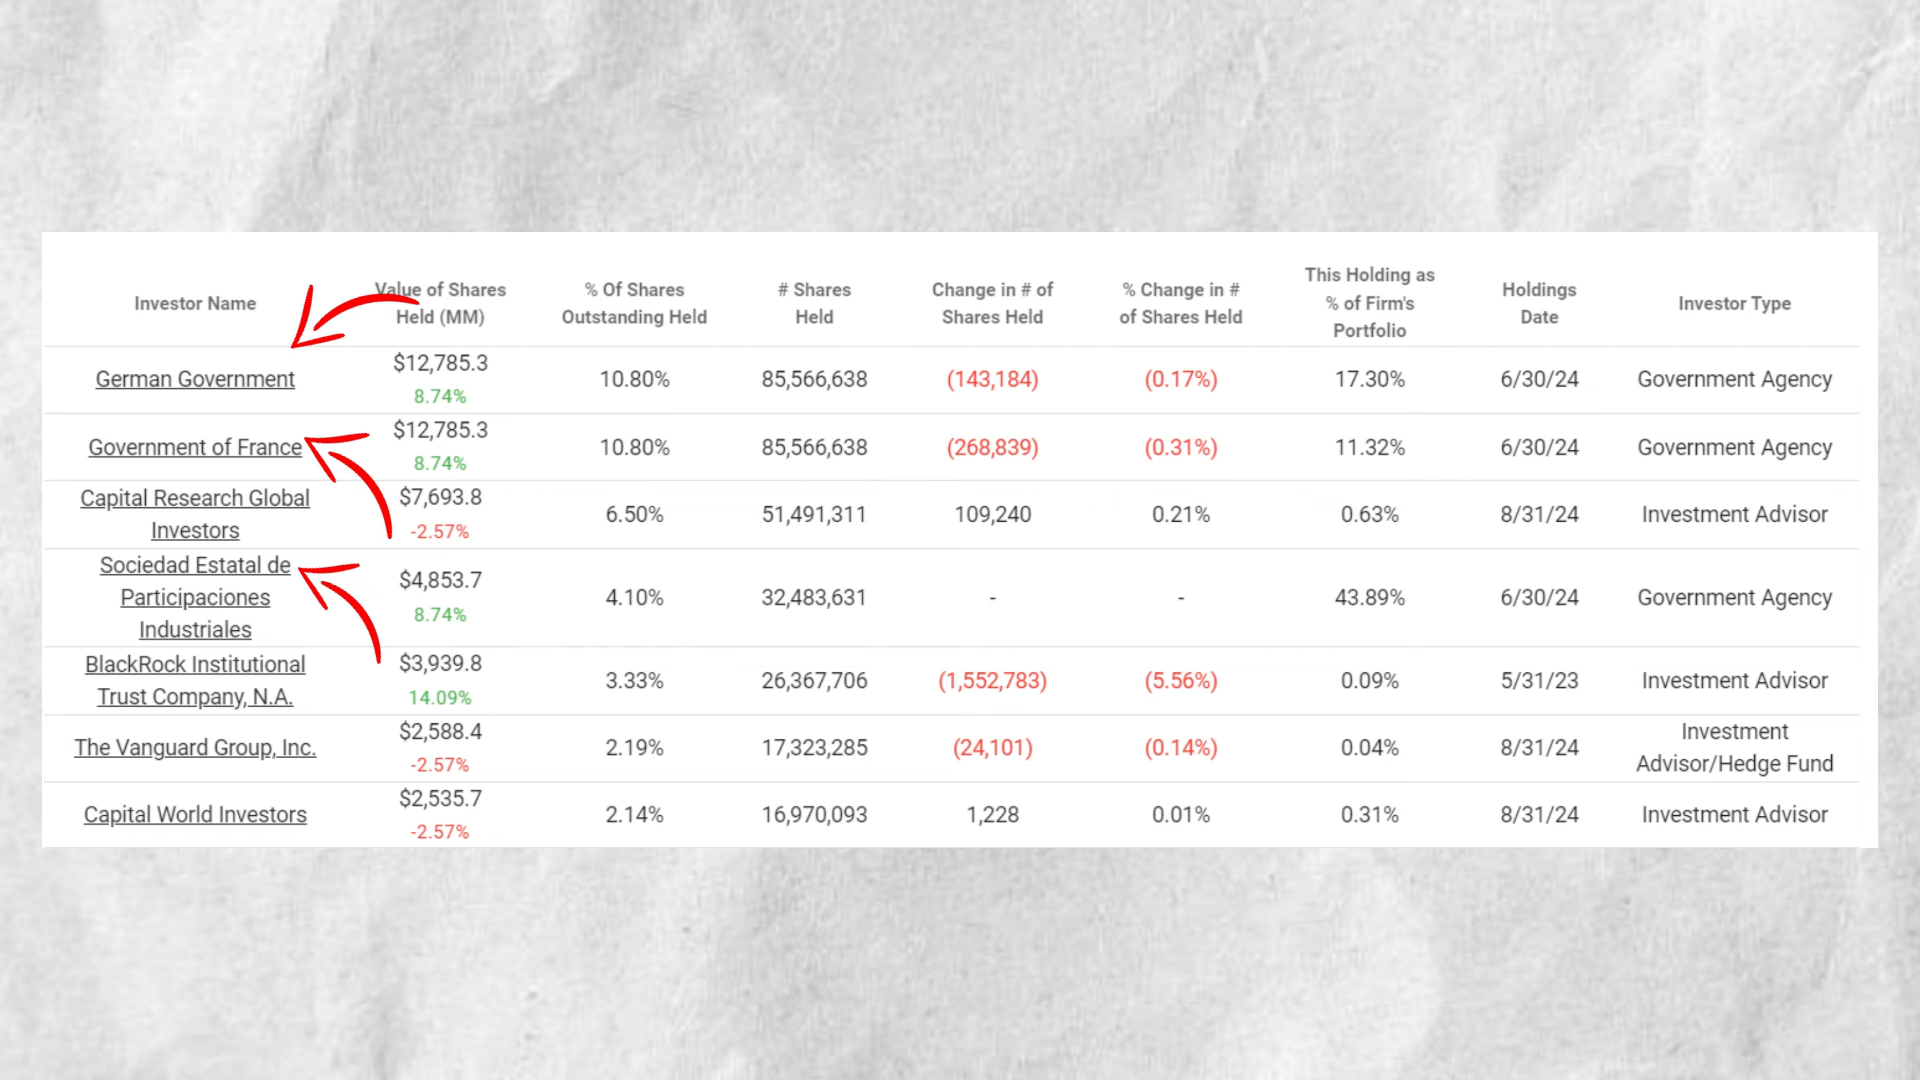 Investor Name
Value of Shares
Held (MM)
% Of Shares
Outstanding Held
# Shares
Held
Change in # of
Shares Held
% Change in #
of Shares Held
This Holding as
% of Firm's
Portfolio
Holdings
Date
Investor Type
German Government
$12,785.3
8.74%
10.80%
85,566,638
(143,184)
(0.17%)
17.30%
6/30/24
Government Agency
Government of France
$12,785.3
8.74%
10.80%
85,566,638
(268,839)
(0.31%)
11.32%
6/30/24
Government Agency
Capital Research Global
Investors
$7,693.8
-2.57%
6.50%
51,491,311
109,240
0.21%
0.63%
8/31/24
Investment Advisor
Sociedad Estatal de
Participaciones
Industriales
$4,853.7
8.74%
4.10%
32,483,631
-
-
43.89%
6/30/24
Government Agency
BlackRock Institutional
Trust Company, N.A.
$3,939.8
14.09%
3.33%
26,367,706
(1,552,783)
(5.56%)
0.09%
5/31/23
Investment Advisor
The Vanguard Group, Inc.
$2,588.4
-2.57%
2.19%
17,323,285
(24,101)
(0.14%)
0.04%
8/31/24
Investment
Advisor/Hedge Fund
Capital World Investors
$2,535.7
-2.57%
2.14%
16,970,093
1,228
0.01%
0.31%
8/31/24
Investment Advisor